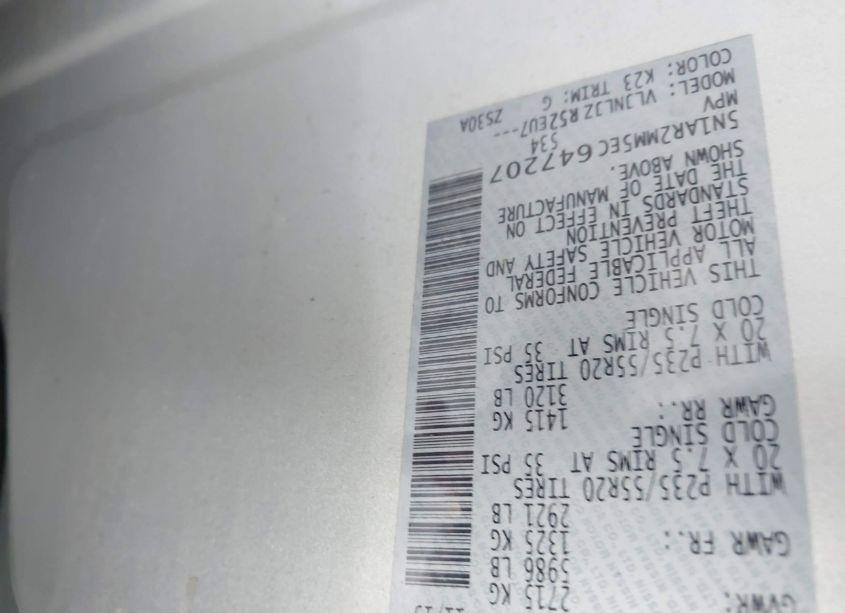 GVWR: 2715 KG
5986 LB
GAWR FR.: 1325 KG
2921 LB
WITH P235/55R20 TIRES
20 X 7.5 RIMS AT 35 PSI
COLD SINGLE
GAWR RR.: 1415 KG
3120 LB
WITH P235/55R20 TIRES
20 X 7.5 RIMS AT 35 PSI
COLD SINGLE
THIS VEHICLE CONFORMS TO
ALL APPLICABLE FEDERAL
MOTOR VEHICLE SAFETY AND
THEFT PREVENTION
STANDARDS IN EFFECT ON
THE DATE OF MANUFACTURE
SHOWN ABOVE.
5N1AR2MM5EC647207
MPV 534
MODEL: VLJNLJZ R52EU7---
COLOR: K23 TRIM: G ZS30A